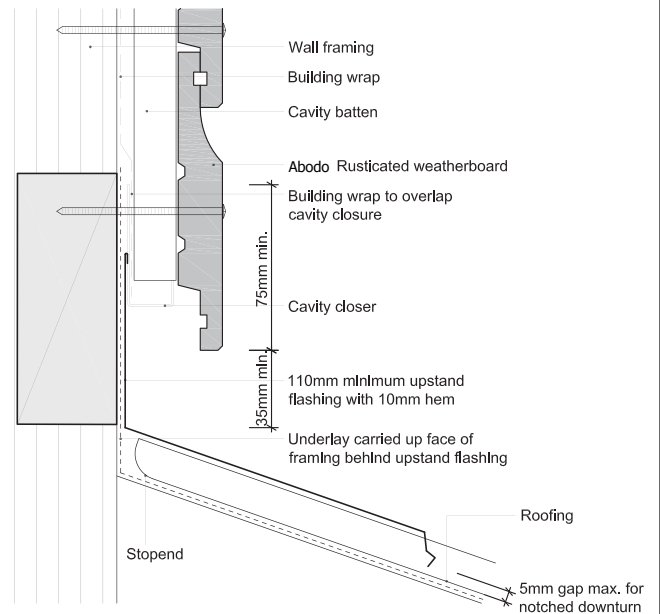 Wall framing
Building wrap
Cavity batten
Abodo Rusticated weatherboard
Building wrap to overlap
cavity closure
75mm min.
Cavity closer
35mm min.
110mm minimum upstand
flashing with 10mm hem
Underlay carried up face of
framing behind upstand flashing
Roofing
Stopend
5mm gap max. for
notched downturn